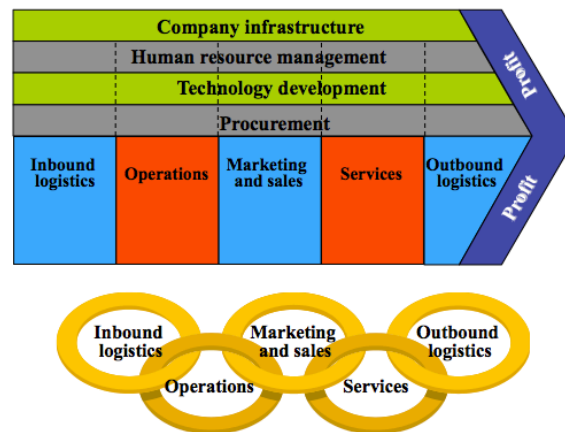 Company infrastructure
Human resource management
Technology development
Procurement
Profit
Profit
Inbound
logistics
Operations
Marketing
and sales
Services
Outbound
logistics
Inbound
logistics
Marketing
and sales
Outbound
logistics
Operations
Services